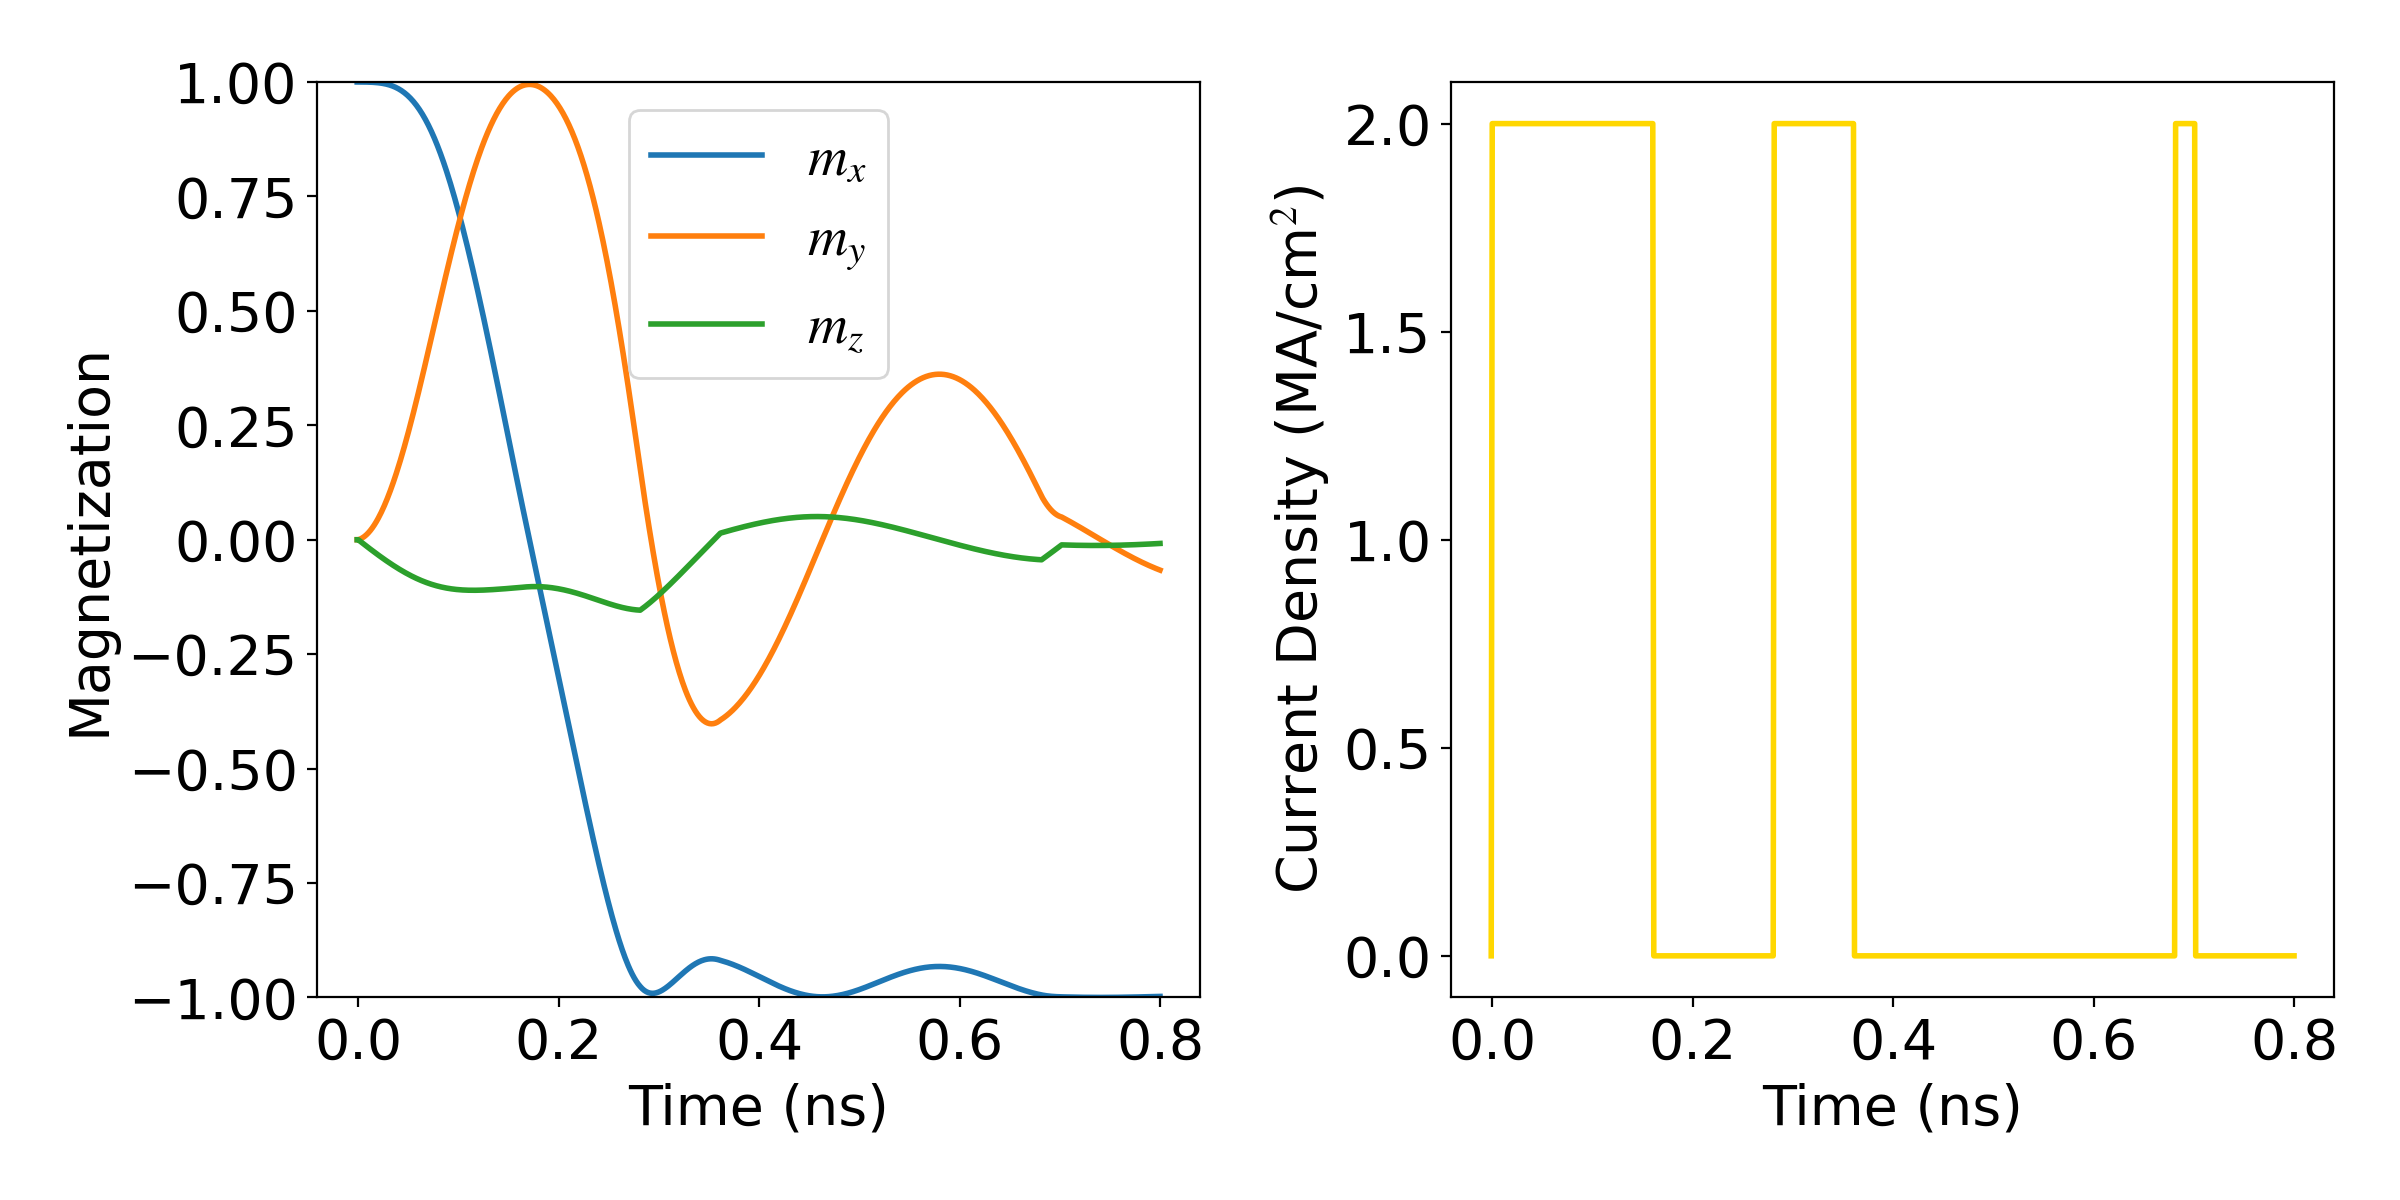 1.00
0.75
0.50
0.25
0.00
−0.25
−0.50
−0.75
−1.00
Magnetization
0.0 0.2 0.4 0.6 0.8
Time (ns)
m_x
m_y
m_z
2.0
1.5
1.0
0.5
0.0
Current Density (MA/cm²)
0.0 0.2 0.4 0.6 0.8
Time (ns)